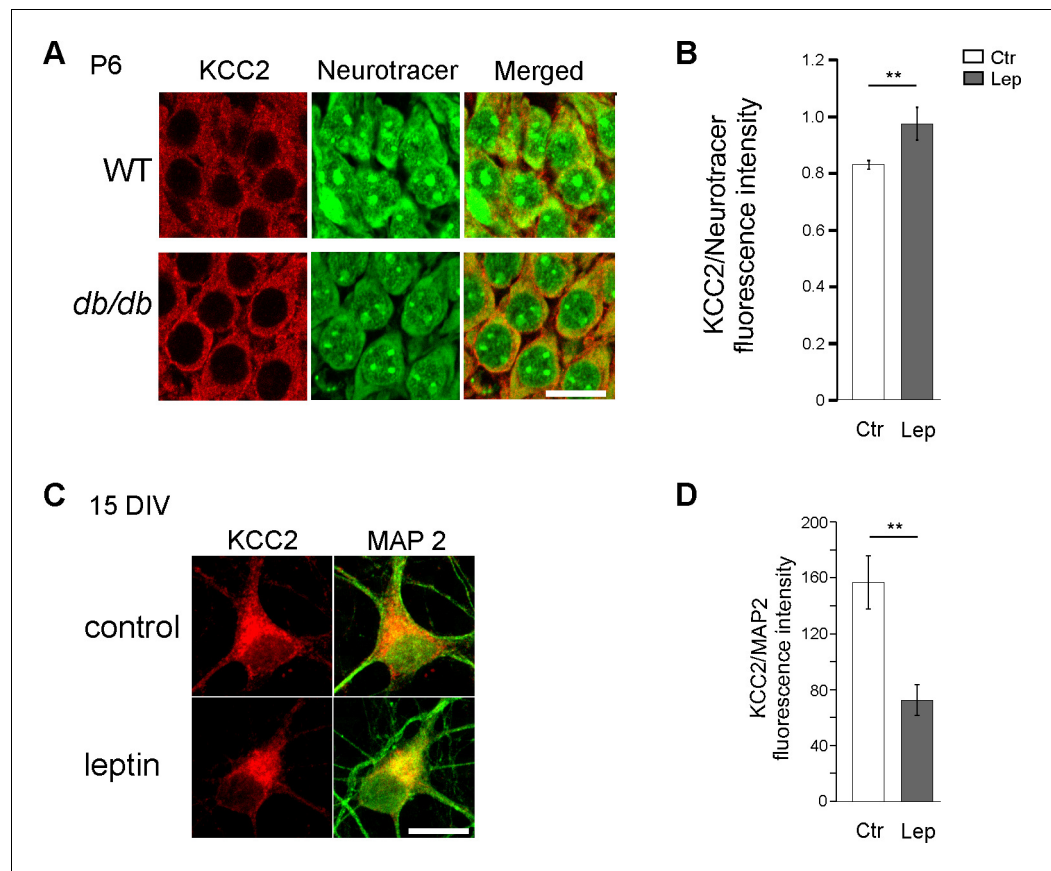 A
P6
KCC2 Neurotracer Merged
WT
db/db
B
Ctr
Lep
**
KCC2/Neurotracer
fluorescence intensity
1.2
1.0
0.8
0.6
0.4
0.2
0
Ctr Lep
C
15 DIV
KCC2 MAP 2
control
leptin
D
**
KCC2/MAP2
fluorescence intensity
200
160
120
80
40
0
Ctr Lep